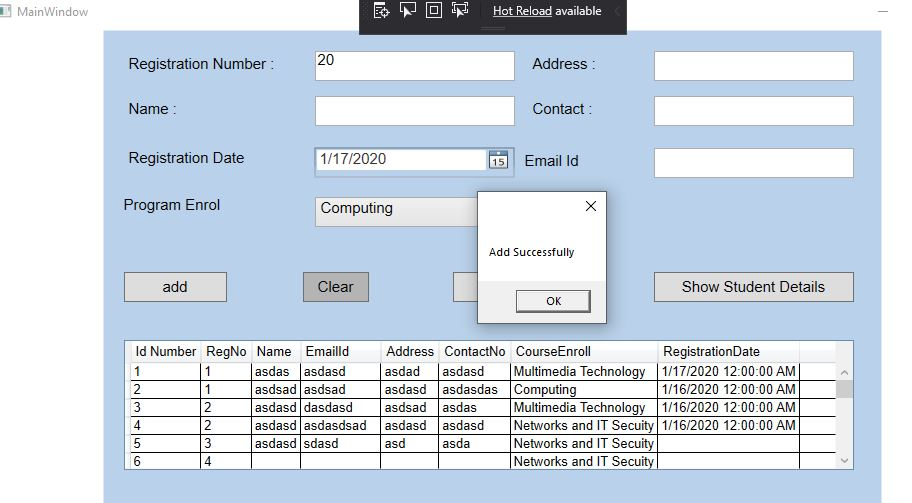 MainWindow
Hot Reload available
Registration Number :
20
Address :
Name :
Contact :
Registration Date
1/17/2020
15
Email Id
Program Enrol
Computing
Add Successfully
OK
add
Clear
Show Student Details
Id Number RegNo Name EmailId Address ContactNo CourseEnroll RegistrationDate
1 1 asdas asdasd asdad asdasd Multimedia Technology 1/17/2020 12:00:00 AM
2 1 asdsad asdsad asdasd asdasdas Computing 1/16/2020 12:00:00 AM
3 2 asdasd dasdasd asdsad asdas Multimedia Technology 1/16/2020 12:00:00 AM
4 2 asdasd asdasdsad asdasd asdasd Networks and IT Secuity 1/16/2020 12:00:00 AM
5 3 asdasd sdasd asd asda Networks and IT Secuity
6 4 Networks and IT Secuity